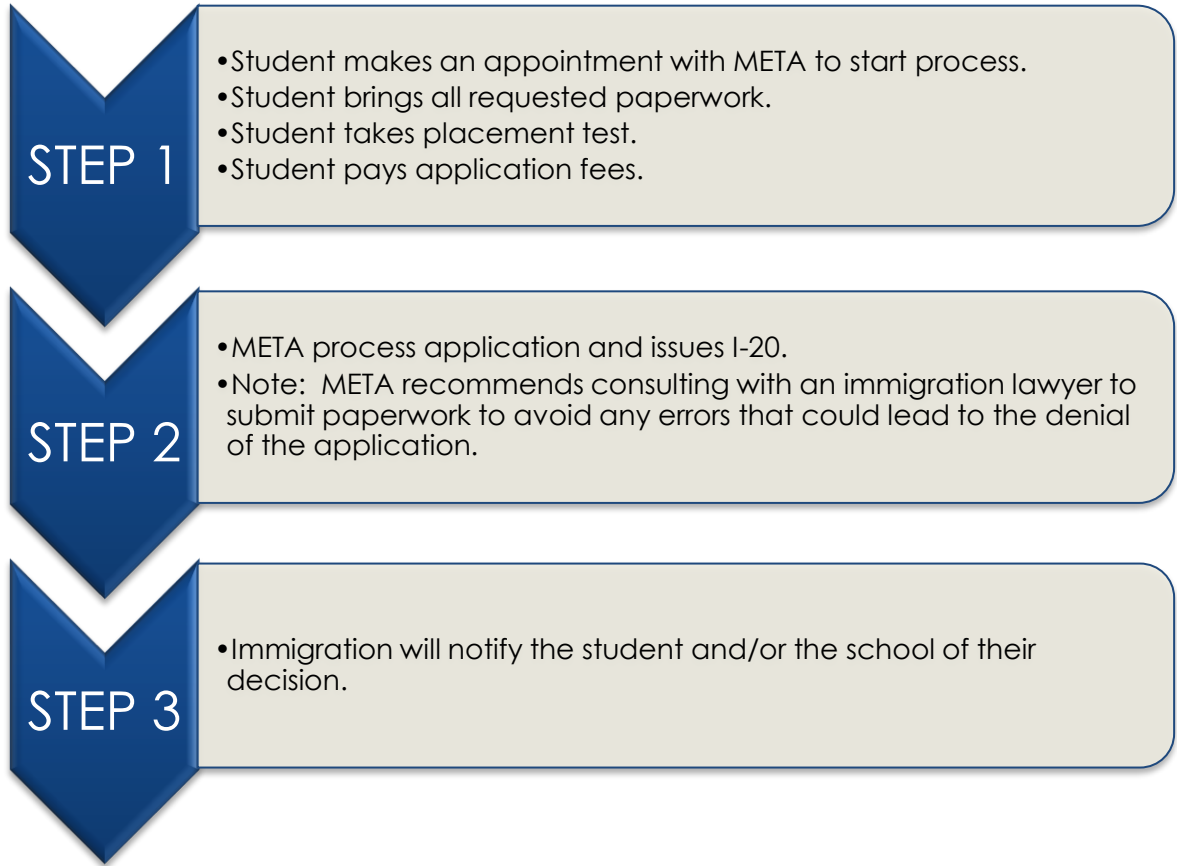 STEP 1
•Student makes an appointment with META to start process.
•Student brings all requested paperwork.
•Student takes placement test.
•Student pays application fees.
STEP 2
•META process application and issues I-20.
•Note:  META recommends consulting with an immigration lawyer to
submit paperwork to avoid any errors that could lead to the denial
of the application.
STEP 3
•Immigration will notify the student and/or the school of their
decision.